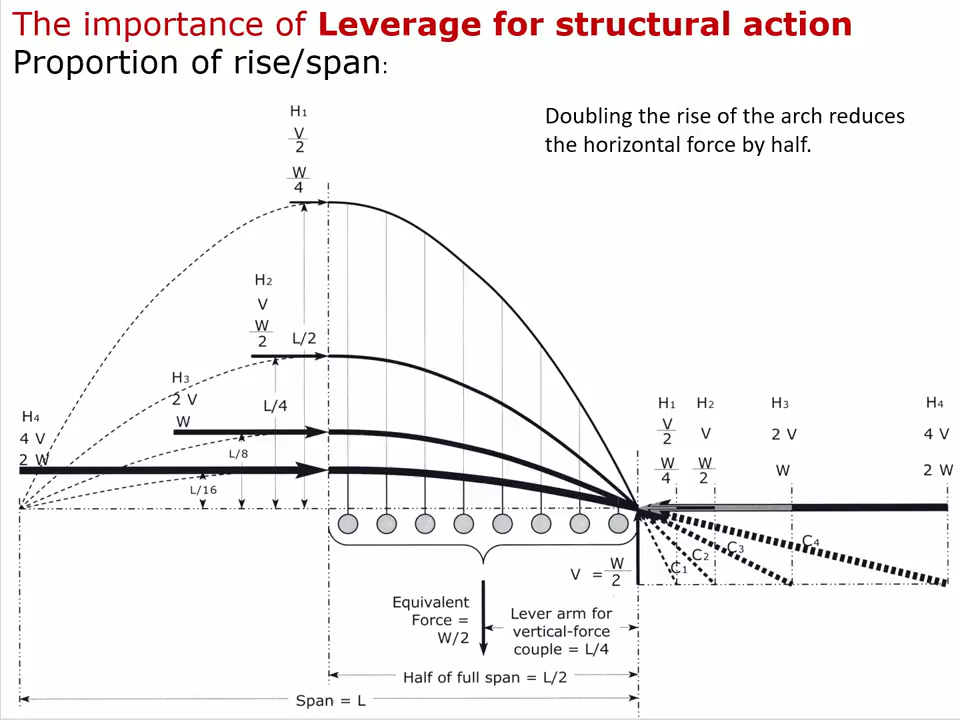 The importance of Leverage for structural action
Proportion of rise/span:
Doubling the rise of the arch reduces
the horizontal force by half.
H1
V
2
W
4
H2
V
W
2
L/2
H3
2 V
W
L/4
H4
4 V
2 W
L/8
L/16
H1
V
2
W
4
H2
V
W
2
H3
2 V
W
H4
4 V
2 W
C1
C2
C3
C4
V = W
2
Equivalent
Force =
W/2
Lever arm for
vertical-force
couple = L/4
Half of full span = L/2
Span = L